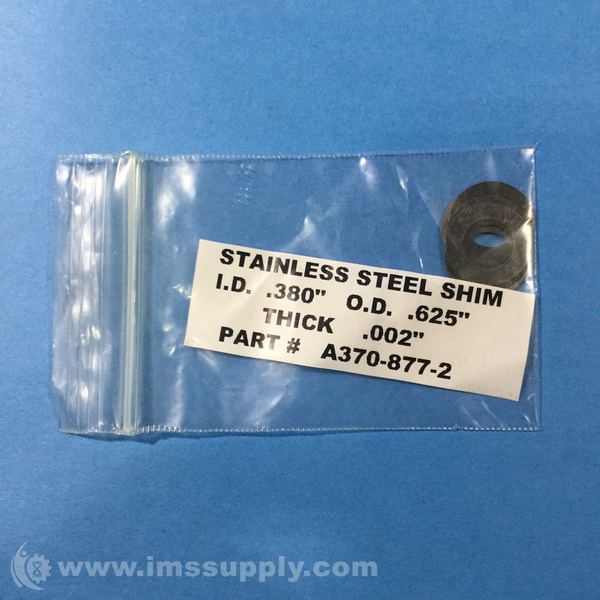 STAINLESS STEEL SHIM
I.D. .380" O.D. .625"
THICK .002"
PART # A370-877-2
www.imssupply.com